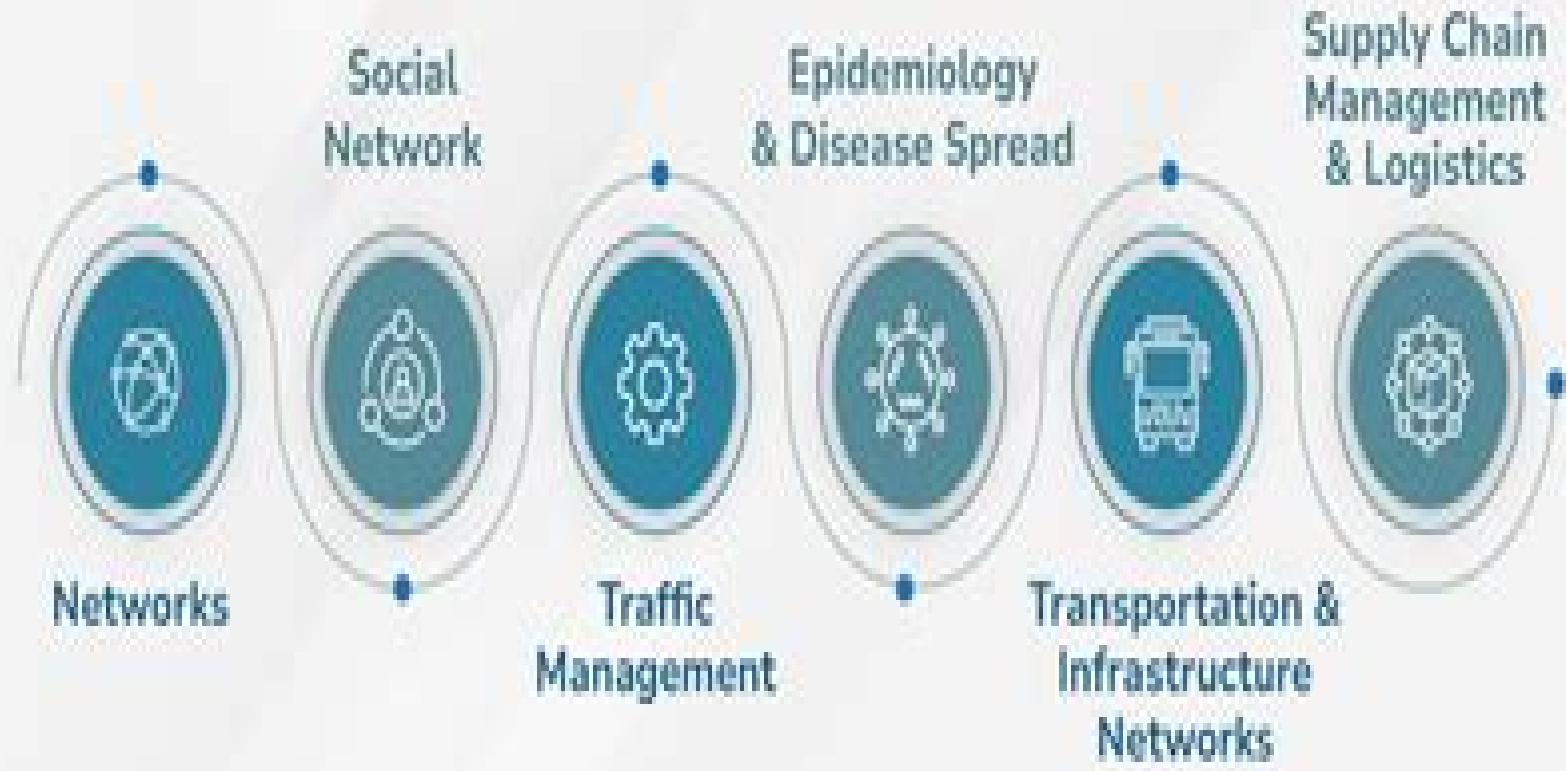 Networks
Social
Network
Traffic
Management
Epidemiology
& Disease Spread
Transportation &
Infrastructure
Networks
Supply Chain
Management
& Logistics